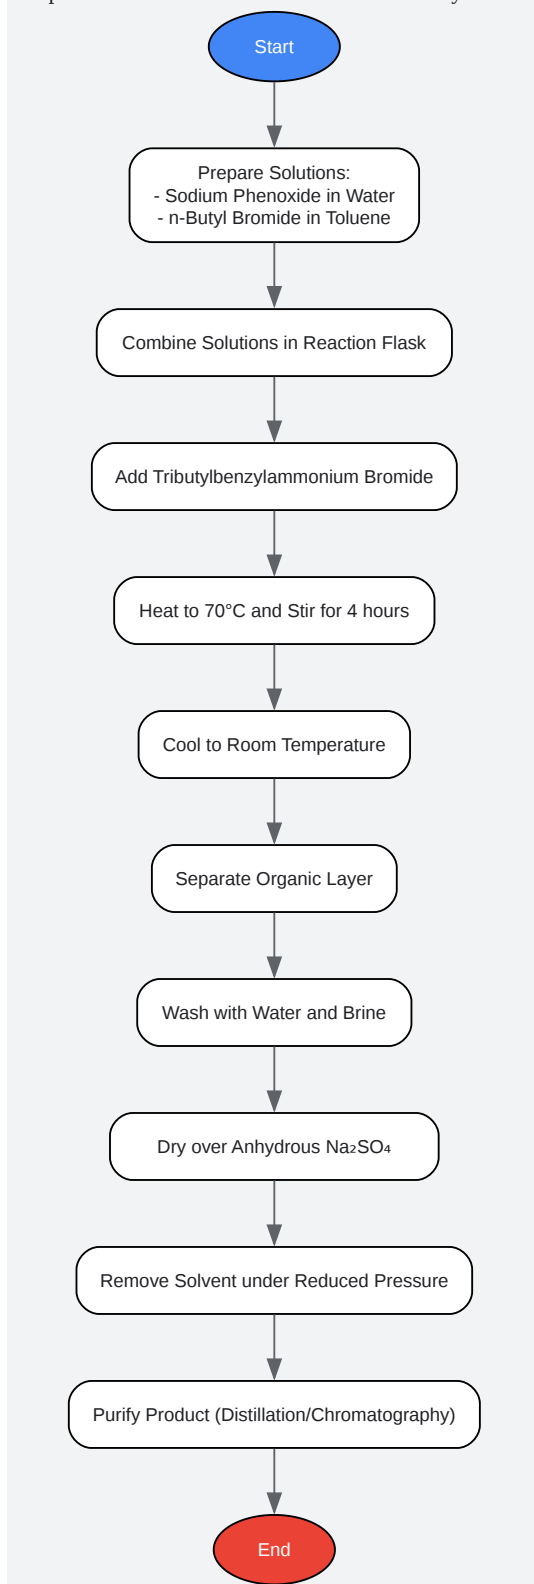 Start
Prepare Solutions:
- Sodium Phenoxide in Water
- n-Butyl Bromide in Toluene
Combine Solutions in Reaction Flask
Add Tributylbenzylammonium Bromide
Heat to 70°C and Stir for 4 hours
Cool to Room Temperature
Separate Organic Layer
Wash with Water and Brine
Dry over Anhydrous Na₂SO₄
Remove Solvent under Reduced Pressure
Purify Product (Distillation/Chromatography)
End